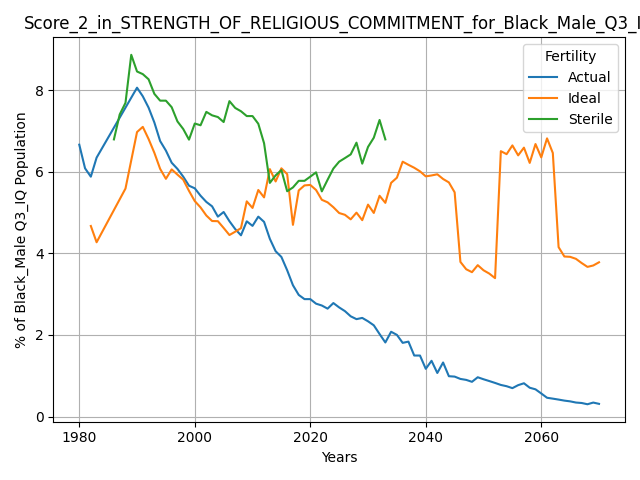 Score_2_in_STRENGTH_OF_RELIGIOUS_COMMITMENT_for_Black_Male_Q3_I
Fertility
Actual
Ideal
Sterile
% of Black_Male Q3_IQ Population
8
6
4
2
0
1980 2000 2020 2040 2060
Years